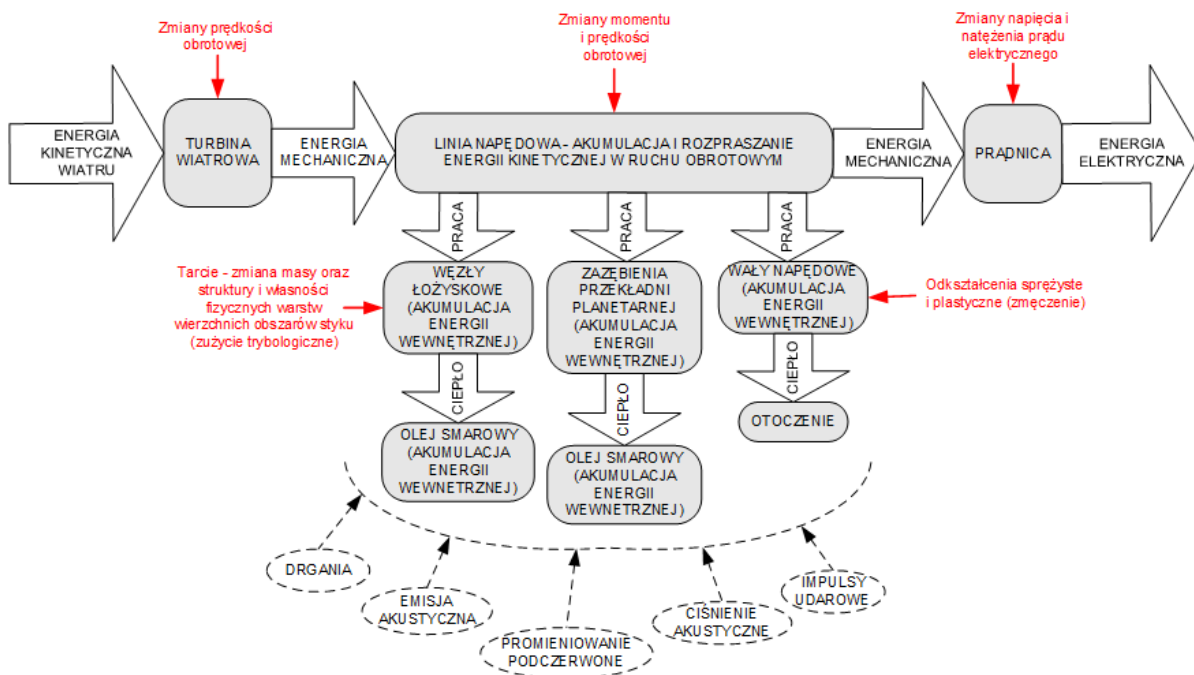 Zmiany prędkości
obrotowej
Zmiany momentu
i prędkości
obrotowej
Zmiany napięcia i
natężenia prądu
elektrycznego
ENERGIA
KINETYCZNA
WIATRU
TURBINA
WIATROWA
ENERGIA
MECHANICZNA
LINIA NAPĘDOWA - AKUMULACJA I ROZPRASZANIE
ENERGII KINETYCZNEJ W RUCHU OBROTOWYM
ENERGIA
MECHANICZNA
PRĄDNICA
ENERGIA
ELEKTRYCZNA
PRACA
PRACA
PRACA
Tarcie - zmiana masy oraz
struktury i własności
fizycznych warstw
wierzchnich obszarów styku
(zużycie trybologiczne)
WĘZŁY
ŁOŻYSKOWE
(AKUMULACJA
ENERGII
WEWNĘTRZNEJ)
ZAZĘBIENIA
PRZEKŁADNI
PLANETARNEJ
(AKUMULACJA
ENERGII
WEWNĘTRZNEJ)
WAŁY NAPĘDOWE
(AKUMULACJA
ENERGII
WEWNĘTRZNEJ)
Odkształcenia sprężyste
i plastyczne (zmęczenie)
CIEPŁO
CIEPŁO
CIEPŁO
OLEJ SMAROWY
(AKUMULACJA
ENERGII
WEWNETRZNEJ)
OLEJ SMAROWY
(AKUMULACJA
ENERGII
WEWNETRZNEJ)
OTOCZENIE
DRGANIA
EMISJA
AKUSTYCZNA
PROMIENIOWANIE
PODCZERWONE
CIŚNIENIE
AKUSTYCZNE
IMPULSY
UDAROWE